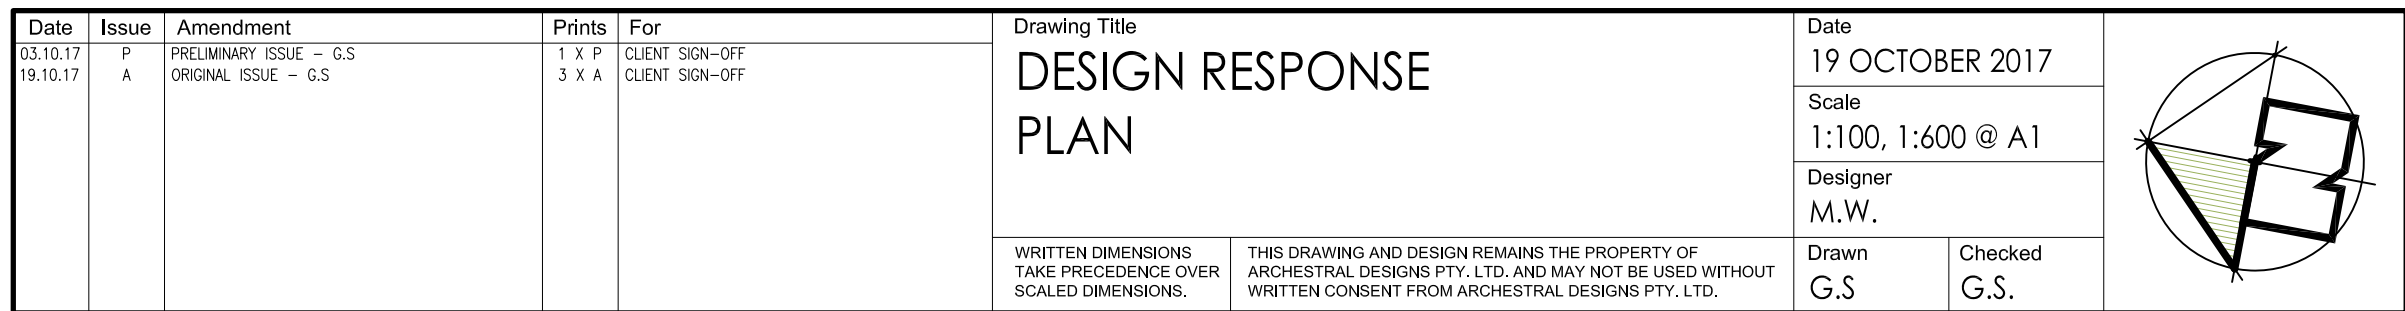 Date Issue Amendment Prints For
03.10.17 P PRELIMINARY ISSUE – G.S 1 X P CLIENT SIGN–OFF
19.10.17 A ORIGINAL ISSUE – G.S 3 X A CLIENT SIGN–OFF
Drawing Title
DESIGN RESPONSE
PLAN
WRITTEN DIMENSIONS
TAKE PRECEDENCE OVER
SCALED DIMENSIONS.
THIS DRAWING AND DESIGN REMAINS THE PROPERTY OF
ARCHESTRAL DESIGNS PTY. LTD. AND MAY NOT BE USED WITHOUT
WRITTEN CONSENT FROM ARCHESTRAL DESIGNS PTY. LTD.
Date
19 OCTOBER 2017
Scale
1:100, 1:600 @ A1
Designer
M.W.
Drawn
G.S
Checked
G.S.